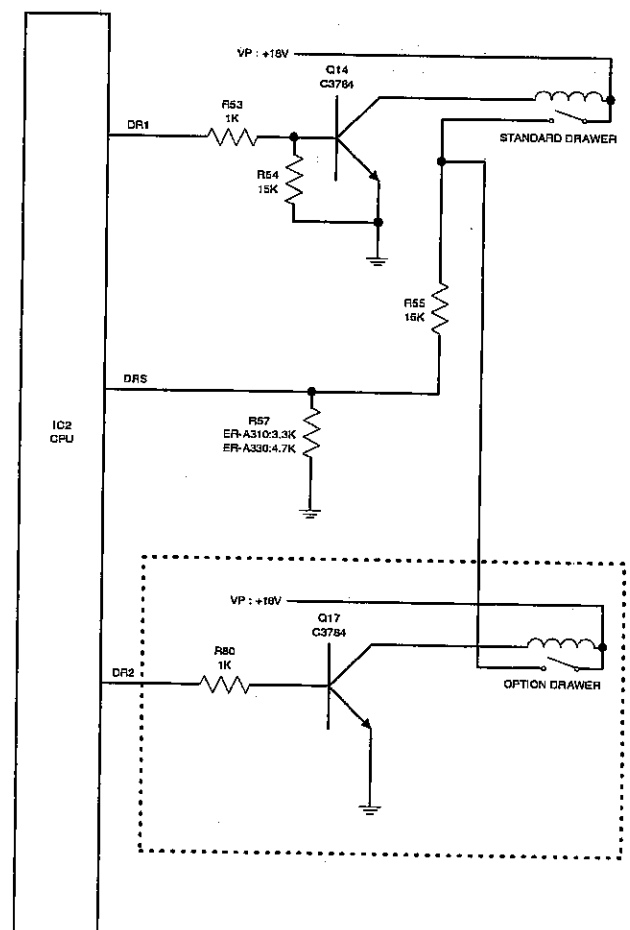 VP : +18V
Q14
C3784
R53
1K
DR1
STANDARD DRAWER
R54
15K
R55
15K
DRS
IC2
CPU
R57
ER-A310:3.3K
ER-A330:4.7K
VP : +18V
Q17
C3784
R80
1K
DR2
OPTION DRAWER